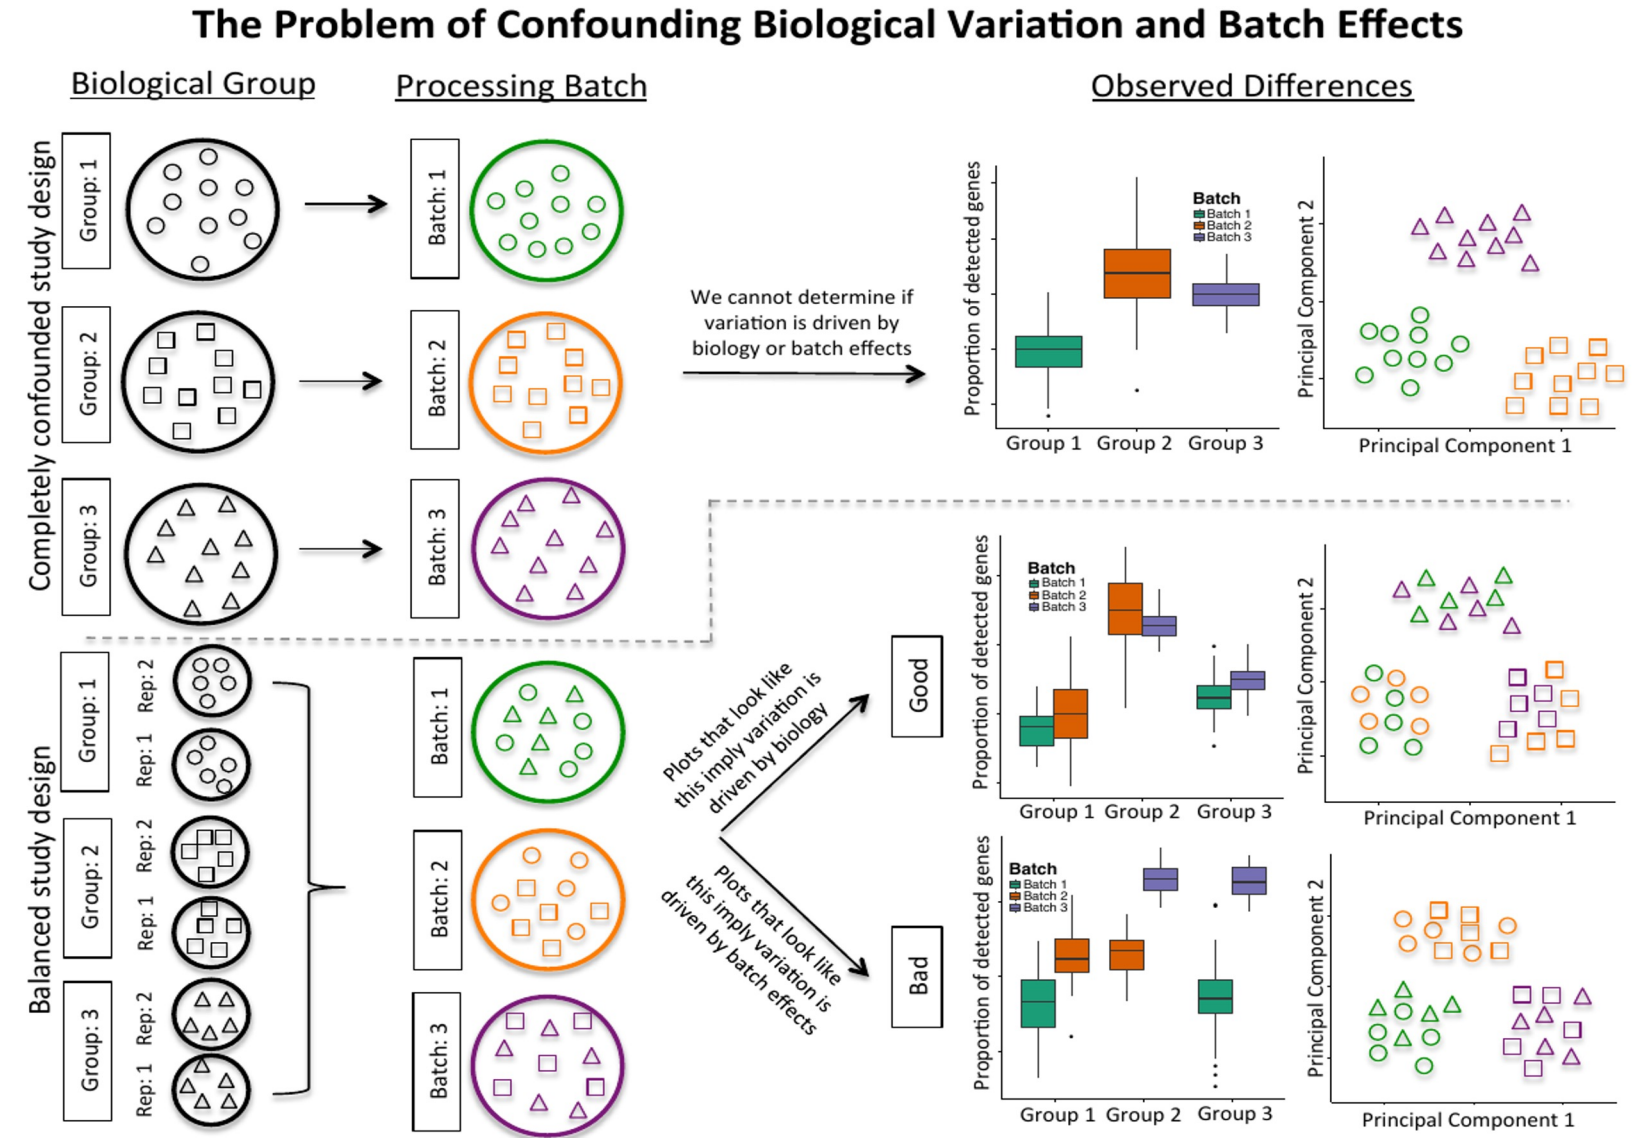 The Problem of Confounding Biological Variation and Batch Effects
Biological Group
Processing Batch
Observed Differences
Completely confounded study design
Group: 1
Batch: 1
Group: 2
Batch: 2
Group: 3
Batch: 3
We cannot determine if
variation is driven by
biology or batch effects
Proportion of detected genes
Batch
Batch 1
Batch 2
Batch 3
Group 1
Group 2
Group 3
Principal Component 2
Principal Component 1
Balanced study design
Group: 1
Rep: 2
Rep: 1
Group: 2
Rep: 2
Rep: 1
Group: 3
Rep: 2
Rep: 1
Batch: 1
Batch: 2
Batch: 3
Plots that look like
this imply variation is
driven by biology
Good
Proportion of detected genes
Batch
Batch 1
Batch 2
Batch 3
Group 1
Group 2
Group 3
Principal Component 2
Principal Component 1
Plots that look like
this imply variation is
driven by batch effects
Bad
Proportion of detected genes
Batch
Batch 1
Batch 2
Batch 3
Group 1
Group 2
Group 3
Principal Component 2
Principal Component 1